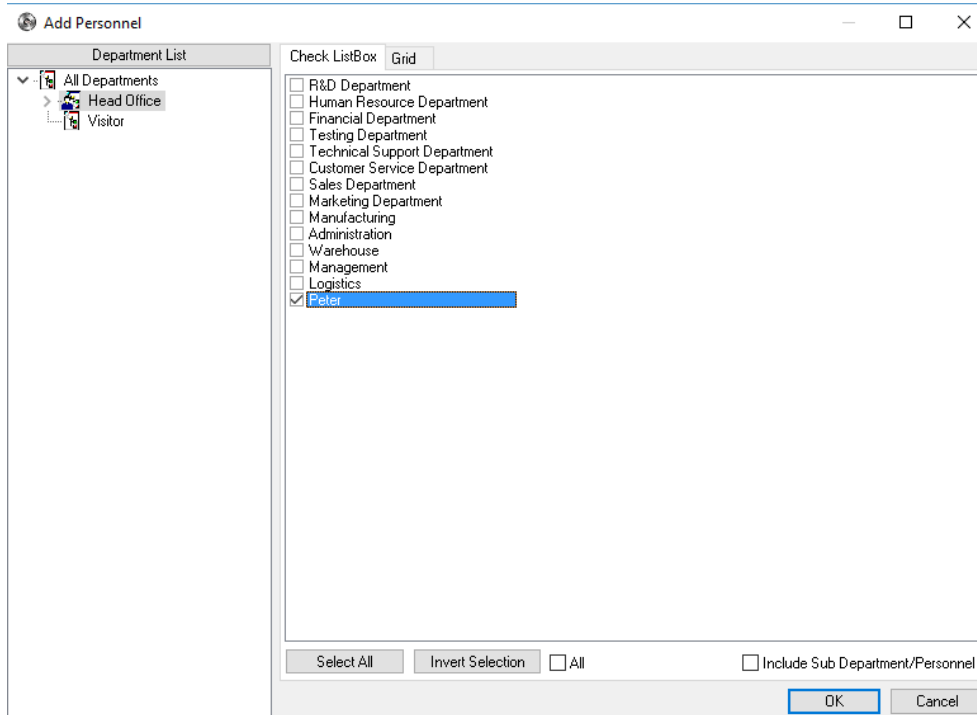 Add Personnel
Department List
All Departments
Head Office
Visitor
Check ListBox Grid
R&D Department
Human Resource Department
Financial Department
Testing Department
Technical Support Department
Customer Service Department
Sales Department
Marketing Department
Manufacturing
Administration
Warehouse
Management
Logistics
Peter
Select All Invert Selection All Include Sub Department/Personnel
OK Cancel